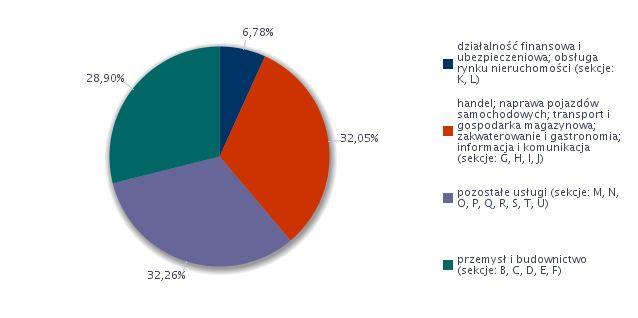 6,78%
28,90%
32,05%
32,26%
działalność finansowa i
ubezpieczeniowa; obsługa
rynku nieruchomości (sekcje:
K, L)
handel; naprawa pojazdów
samochodowych; transport i
gospodarka magazynowa;
zakwaterowanie i gastronomia;
informacja i komunikacja
(sekcje: G, H, I, J)
pozostałe usługi (sekcje: M, N,
O, P, Q, R, S, T, U)
przemysł i budownictwo
(sekcje: B, C, D, E, F)